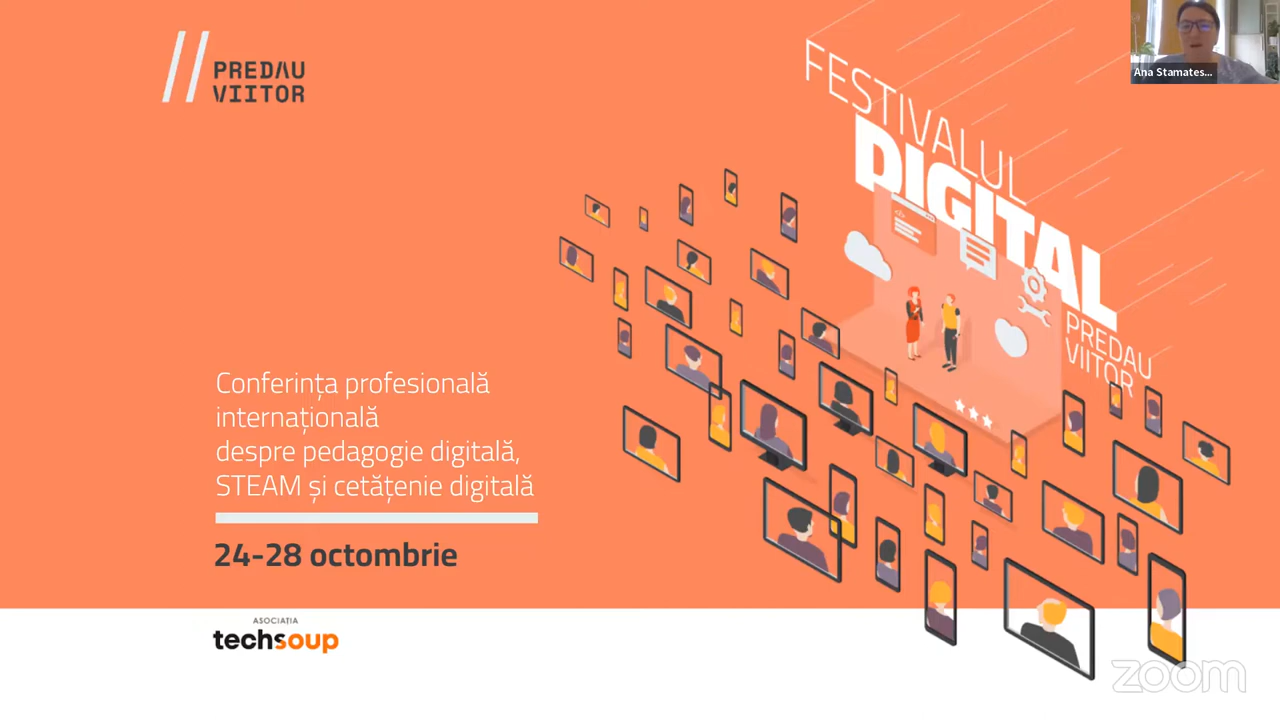 PREDAU
VIITOR
FESTIVALUL
DIGITAL
PREDAU
VIITOR
Ana Stamates...
Conferința profesională
internațională
despre pedagogie digitală,
STEAM și cetățenie digitală
24-28 octombrie
ASOCIAȚIA
techsoup
zoom